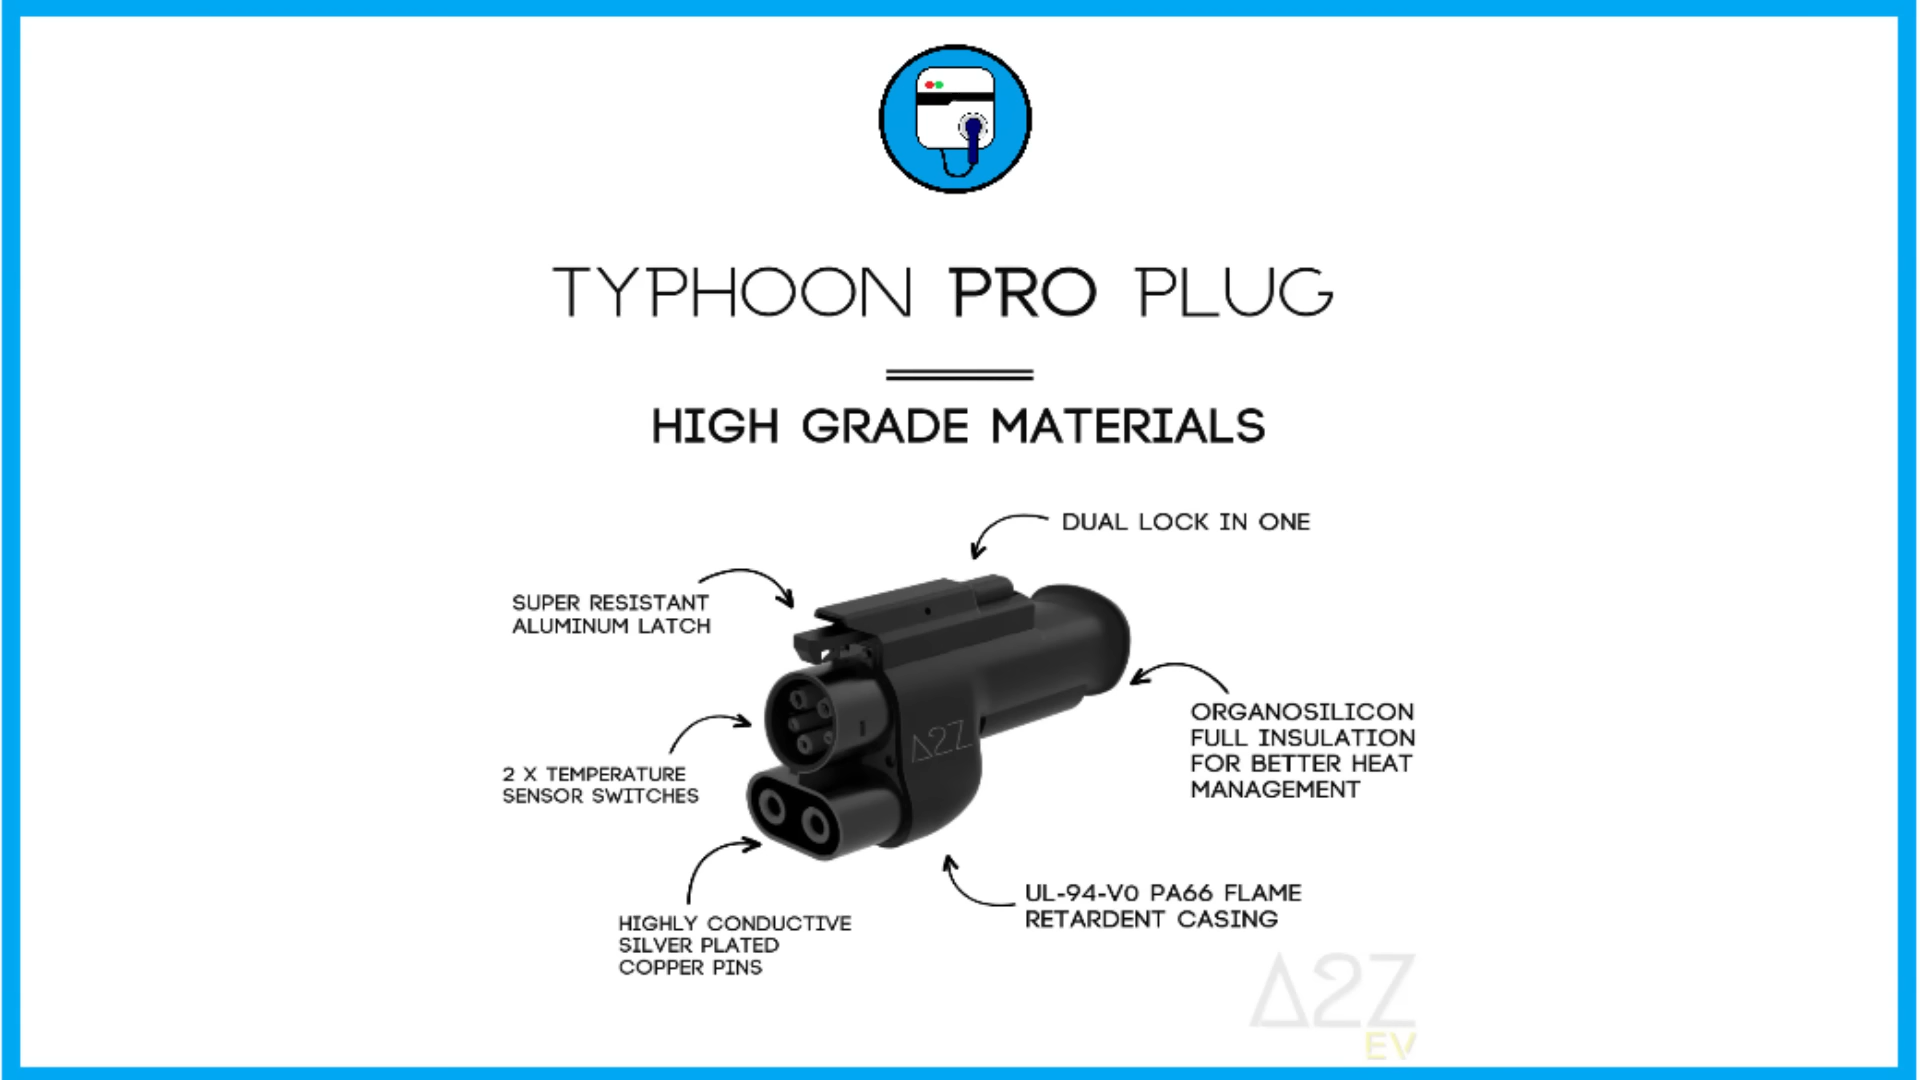 TYPHOON PRO PLUG
HIGH GRADE MATERIALS
DUAL LOCK IN ONE
SUPER RESISTANT
ALUMINUM LATCH
ORGANOSILICON
FULL INSULATION
FOR BETTER HEAT
MANAGEMENT
A2Z
2 X TEMPERATURE
SENSOR SWITCHES
UL-94-V0 PA66 FLAME
RETARDENT CASING
HIGHLY CONDUCTIVE
SILVER PLATED
COPPER PINS
A2Z
EV